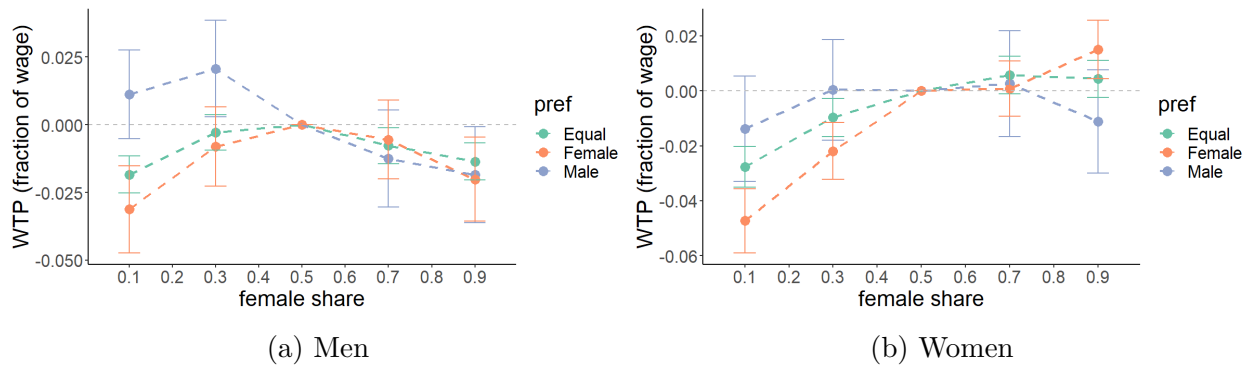 WTP (fraction of wage)
0.025
0.000
-0.025
-0.050
0.1 0.2 0.3 0.4 0.5 0.6 0.7 0.8 0.9
female share
pref
Equal
Female
Male
(a) Men
WTP (fraction of wage)
0.02
0.00
-0.02
-0.04
-0.06
0.1 0.2 0.3 0.4 0.5 0.6 0.7 0.8 0.9
female share
pref
Equal
Female
Male
(b) Women